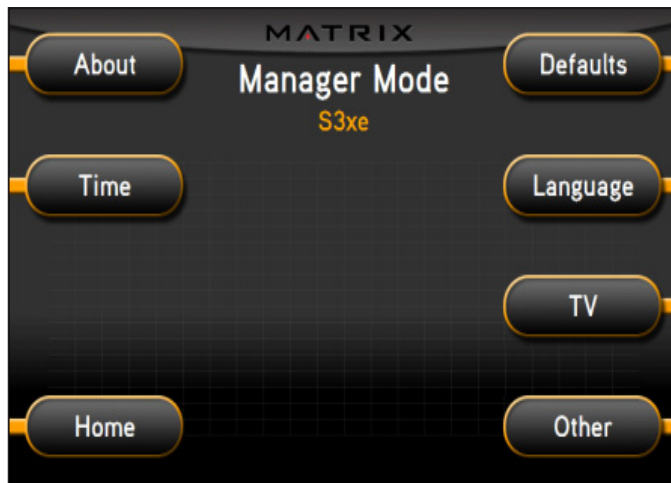 MATRIX
About
Manager Mode
Defaults
S3xe
Time
Language
TV
Home
Other